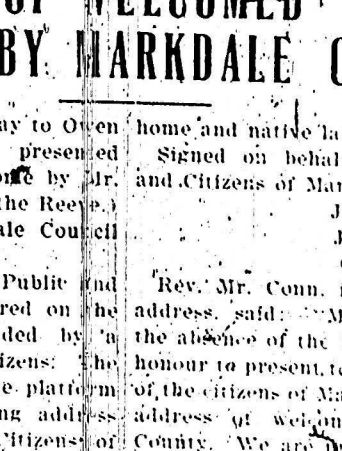 WELCOMED
BY MARKDALE
ay to Owen
presented
by Mr.
the Reeve.)
ale Council
Public and
red on the
ded by a
izens: The
e platform
ng address
Citizens of
home and native la
Signed on behal
and Citizens of Mar
J
J
Rev. Mr. Conn,
address, said: "M
the absence of the
honour to present, to
of the citizens of Ma
address of welcom
County. We are